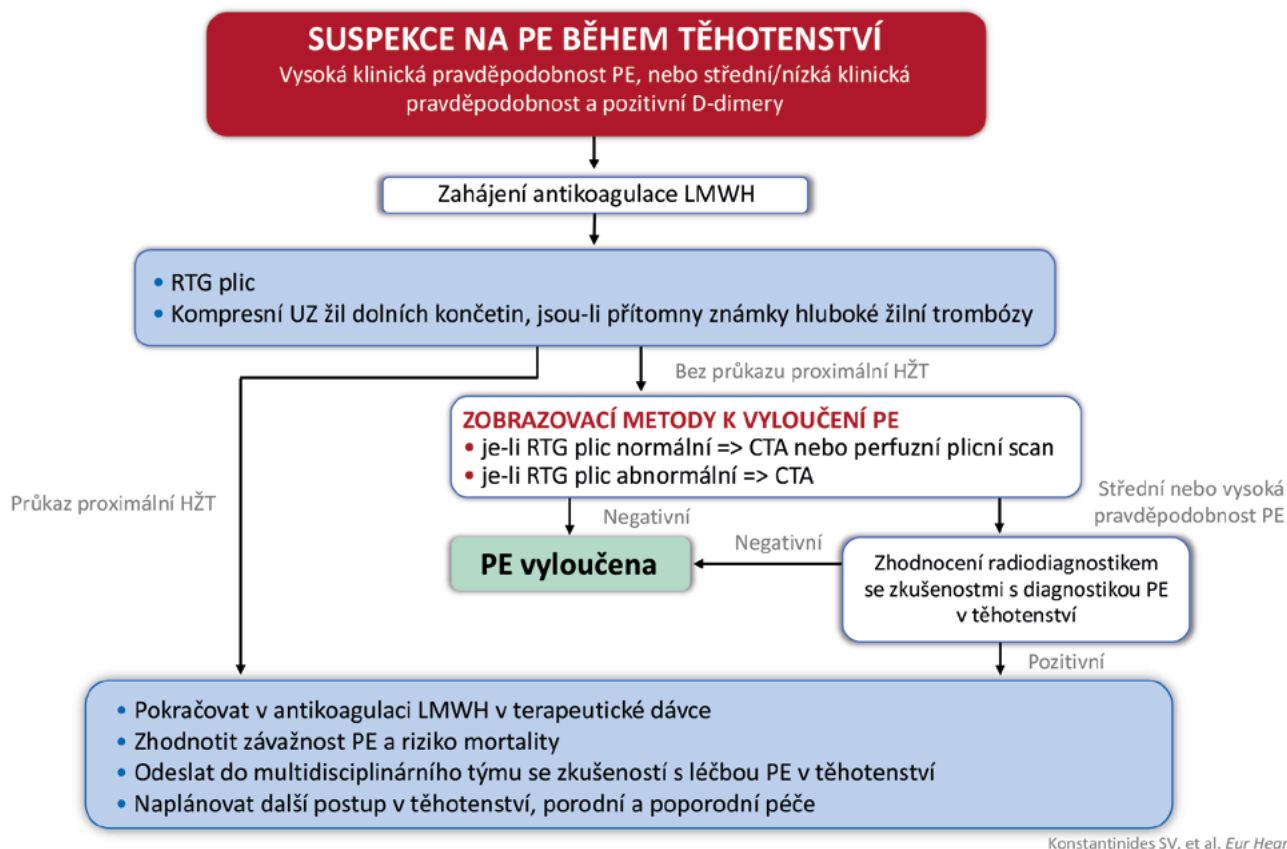 SUSPEKCE NA PE BĚHEM TĚHOTENSTVÍ
Vysoká klinická pravděpodobnost PE, nebo střední/nízká klinická
pravděpodobnost a pozitivní D-dimery
Zahájení antikoagulace LMWH
• RTG plic
• Kompresní UZ žil dolních končetin, jsou-li přítomny známky hluboké žilní trombózy
Bez průkazu proximální HŽT
ZOBRAZOVACÍ METODY K VYLOUČENÍ PE
• je-li RTG plic normální => CTA nebo perfuzní plicní scan
• je-li RTG plic abnormální => CTA
Průkaz proximální HŽT
Střední nebo vysoká
pravděpodobnost PE
Negativní
PE vyloučena
Negativní
Zhodnocení radiodiagnostikem
se zkušenostmi s diagnostikou PE
v těhotenství
Pozitivní
• Pokračovat v antikoagulaci LMWH v terapeutické dávce
• Zhodnotit závažnost PE a riziko mortality
• Odeslat do multidisciplinárního týmu se zkušeností s léčbou PE v těhotenství
• Naplánovat další postup v těhotenství, porodní a poporodní péče
Konstantinides SV, et al. Eur